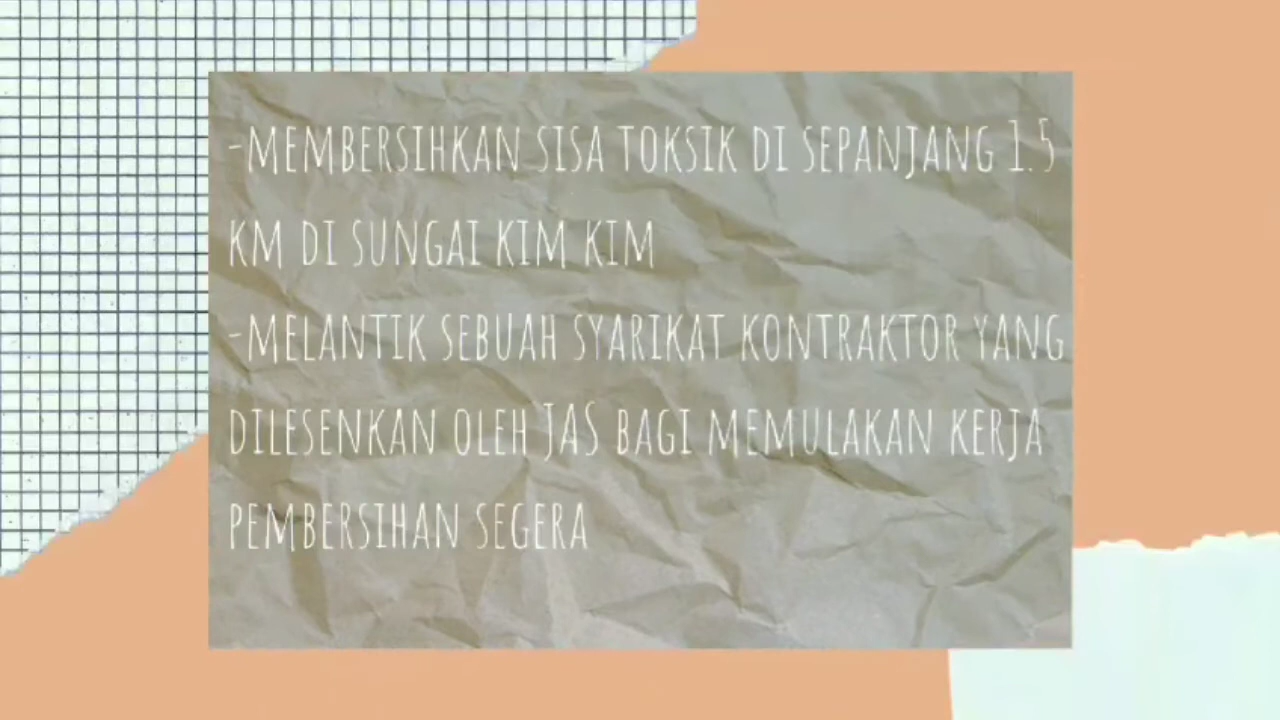 -MEMBERSIHKAN SISA TOKSIK DI SEPANJANG 1.5
KM DI SUNGAI KIM KIM
-MELANTIK SEBUAH SYARIKAT KONTRAKTOR YANG
DILESENKAN OLEH JAS BAGI MEMULAKAN KERJA
PEMBERSIHAN SEGERA